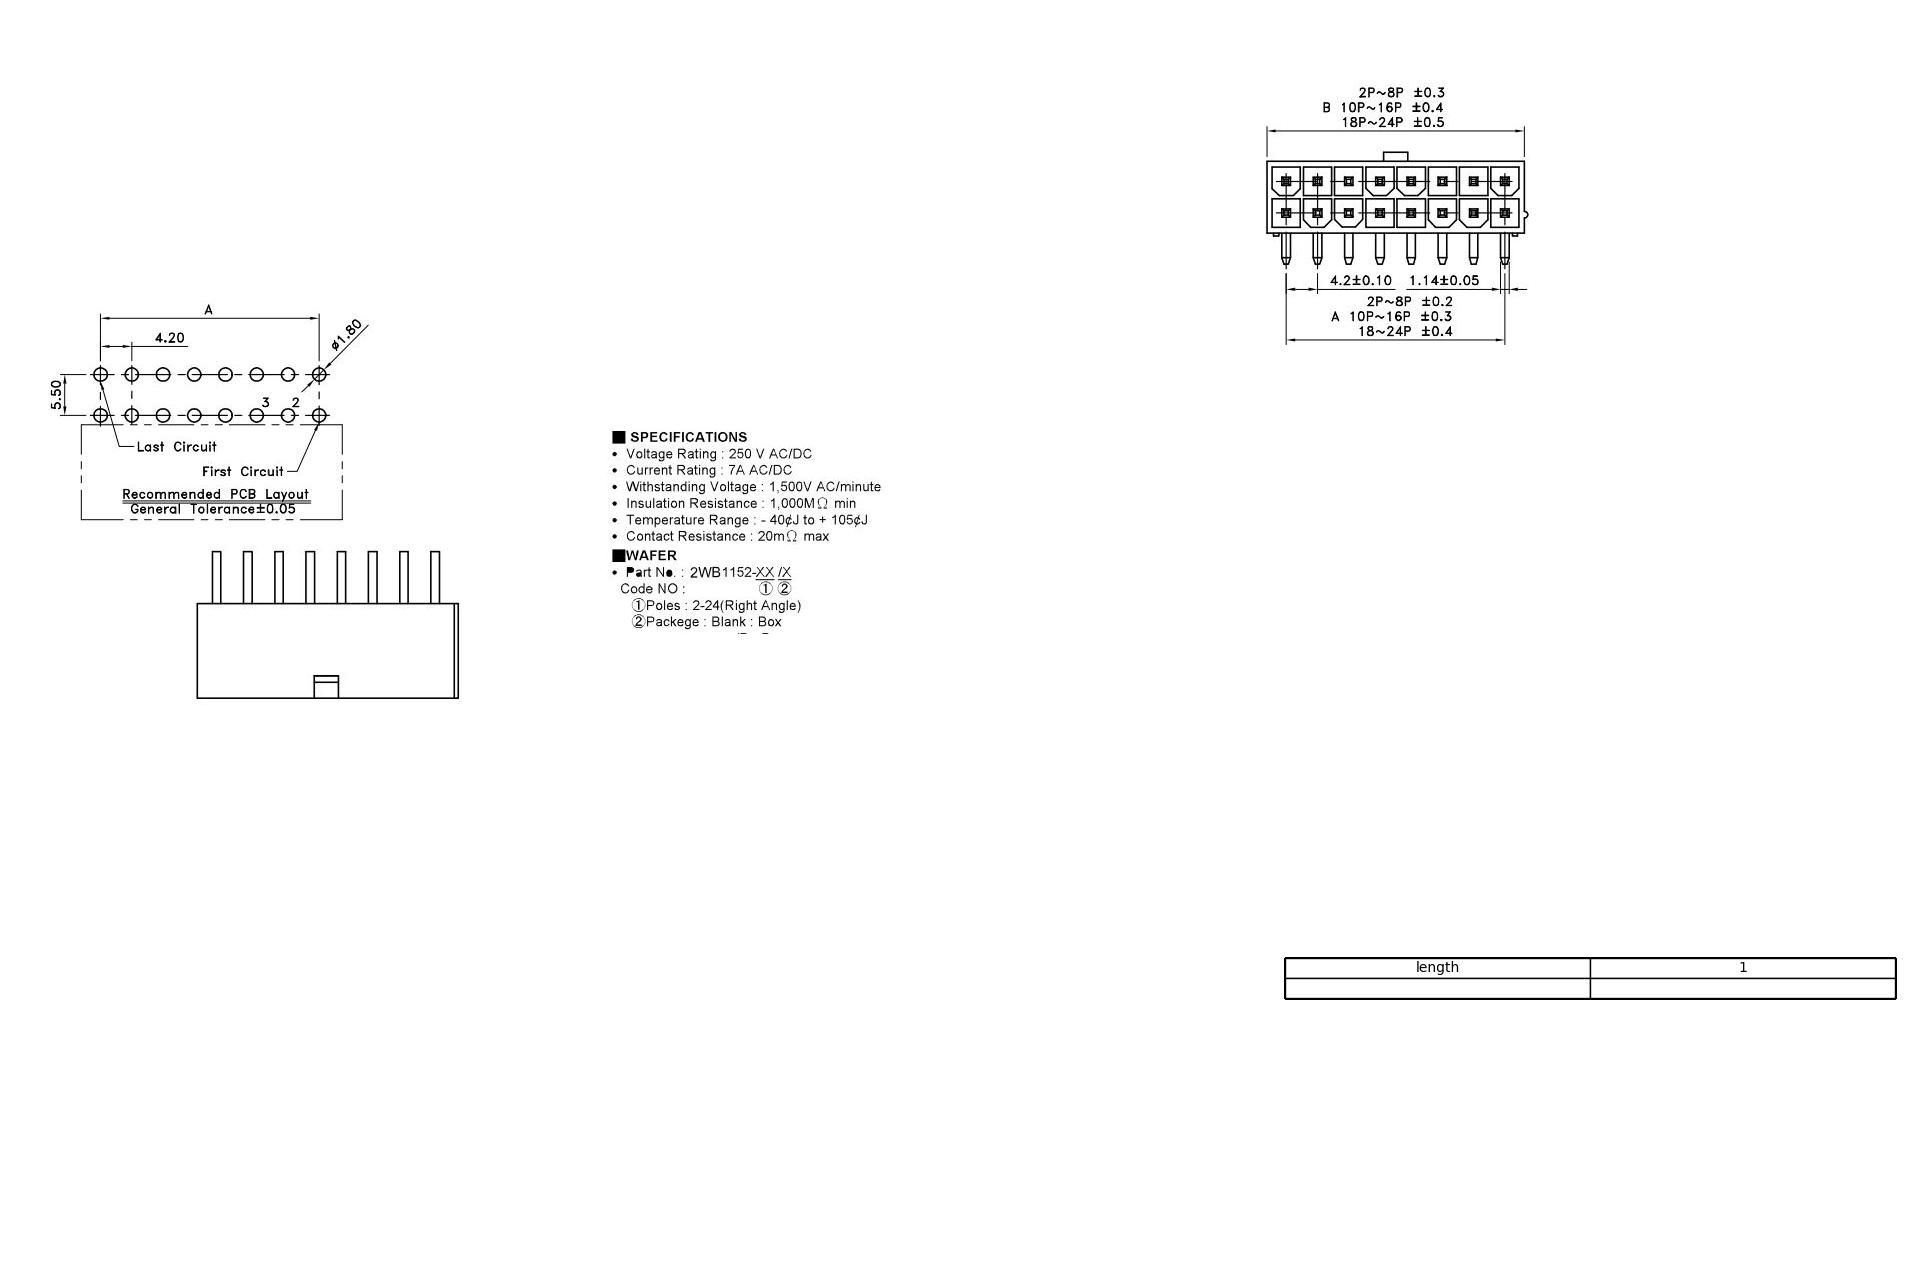 2P~8P ±0.3
B 10P~16P ±0.4
18P~24P ±0.5
4.2±0.10 1.14±0.05
2P~8P ±0.2
A 10P~16P ±0.3
18~24P ±0.4
A
4.20
ø1.80
5.50
3 2
Last Circuit
First Circuit
Recommended PCB Layout
General Tolerance±0.05
■ SPECIFICATIONS
• Voltage Rating : 250 V AC/DC
• Current Rating : 7A AC/DC
• Withstanding Voltage : 1,500V AC/minute
• Insulation Resistance : 1,000MΩ min
• Temperature Range : - 40¢J to + 105¢J
• Contact Resistance : 20mΩ max
■WAFER
• Part No. : 2WB1152-XX /X
Code NO : ① ②
①Poles : 2-24(Right Angle)
②Packege : Blank : Box
length 1